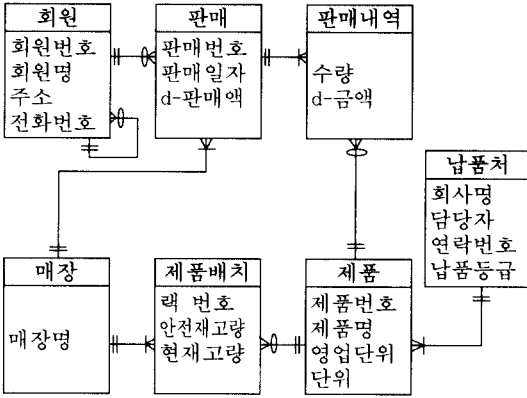 회원
회원번호
회원명
주소
전화번호
판매
판매번호
판매일자
d-판매액
판매내역
수량
d-금액
납품처
회사명
담당자
연락번호
납품등급
매장
매장명
제품배치
랙 번호
안전재고량
현재고량
제품
제품번호
제품명
영업단위
단위